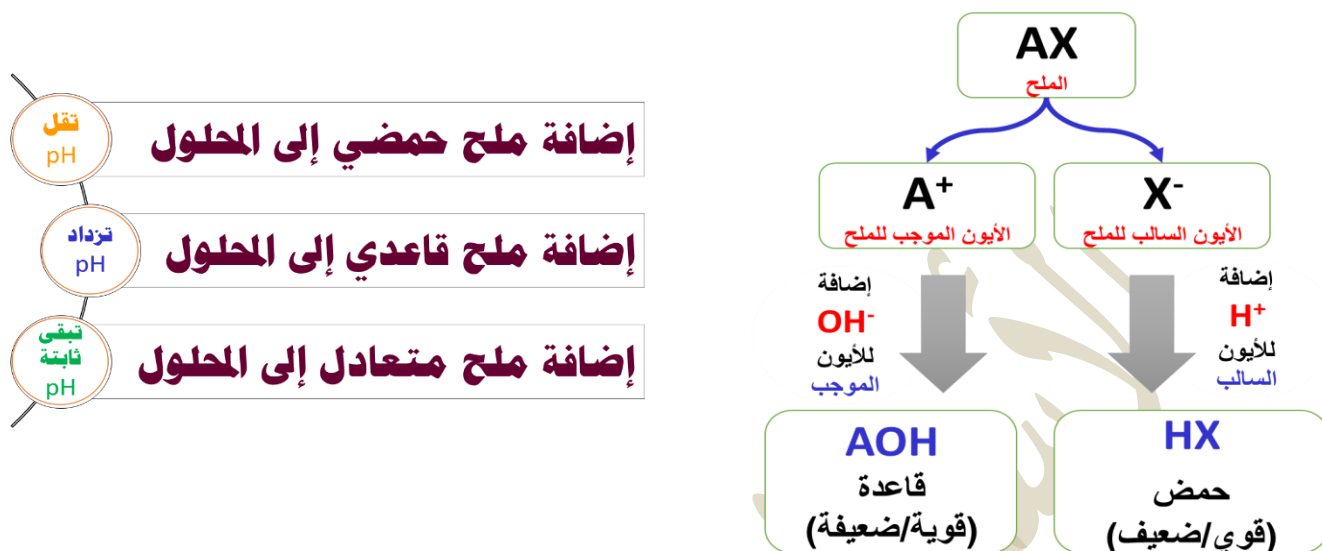 AX
الملح
A⁺
الأيون الموجب للملح
X⁻
الأيون السالب للملح
إضافة
OH⁻
للأيون
الموجب
إضافة
H⁺
للأيون
السالب
AOH
قاعدة
(قوية/ضعيفة)
HX
حمض
(قوي/ضعيف)
إضافة ملح حمضي إلى المحلول
تقل
pH
إضافة ملح قاعدي إلى المحلول
تزداد
pH
إضافة ملح متعادل إلى المحلول
تبقى
ثابتة
pH